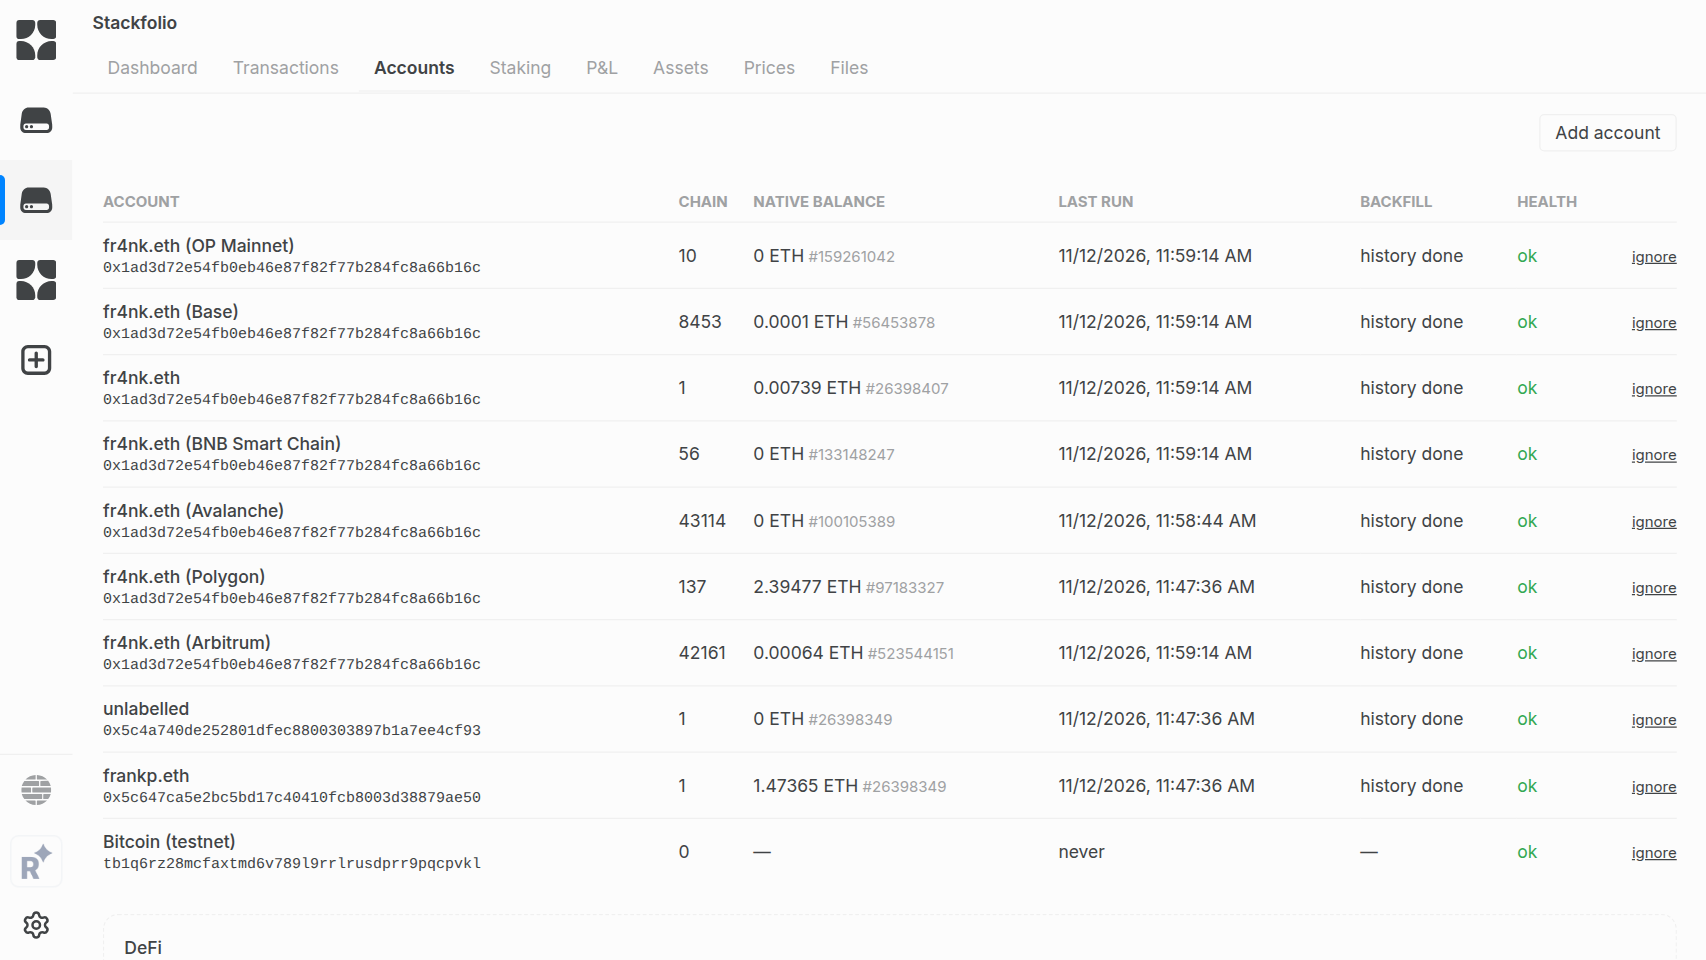 Stackfolio
Dashboard Transactions Accounts Staking P&L Assets Prices Files
Add account
ACCOUNT CHAIN NATIVE BALANCE LAST RUN BACKFILL HEALTH
fr4nk.eth (OP Mainnet)
0x1ad3d72e54fb0eb46e87f82f77b284fc8a66b16c
10 0 ETH #159261042 11/12/2026, 11:59:14 AM history done ok ignore
fr4nk.eth (Base)
0x1ad3d72e54fb0eb46e87f82f77b284fc8a66b16c
8453 0.0001 ETH #56453878 11/12/2026, 11:59:14 AM history done ok ignore
fr4nk.eth
0x1ad3d72e54fb0eb46e87f82f77b284fc8a66b16c
1 0.00739 ETH #26398407 11/12/2026, 11:59:14 AM history done ok ignore
fr4nk.eth (BNB Smart Chain)
0x1ad3d72e54fb0eb46e87f82f77b284fc8a66b16c
56 0 ETH #133148247 11/12/2026, 11:59:14 AM history done ok ignore
fr4nk.eth (Avalanche)
0x1ad3d72e54fb0eb46e87f82f77b284fc8a66b16c
43114 0 ETH #100105389 11/12/2026, 11:58:44 AM history done ok ignore
fr4nk.eth (Polygon)
0x1ad3d72e54fb0eb46e87f82f77b284fc8a66b16c
137 2.39477 ETH #97183327 11/12/2026, 11:47:36 AM history done ok ignore
fr4nk.eth (Arbitrum)
0x1ad3d72e54fb0eb46e87f82f77b284fc8a66b16c
42161 0.00064 ETH #523544151 11/12/2026, 11:59:14 AM history done ok ignore
unlabelled
0x5c4a740de252801dfec8800303897b1a7ee4cf93
1 0 ETH #26398349 11/12/2026, 11:47:36 AM history done ok ignore
frankp.eth
0x5c647ca5e2bc5bd17c40410fcb8003d38879ae50
1 1.47365 ETH #26398349 11/12/2026, 11:47:36 AM history done ok ignore
Bitcoin (testnet)
tb1q6rz28mcfaxtmd6v789l9rrlrusdprr9pqcpvkl
0 — never — ok ignore
R
DeFi